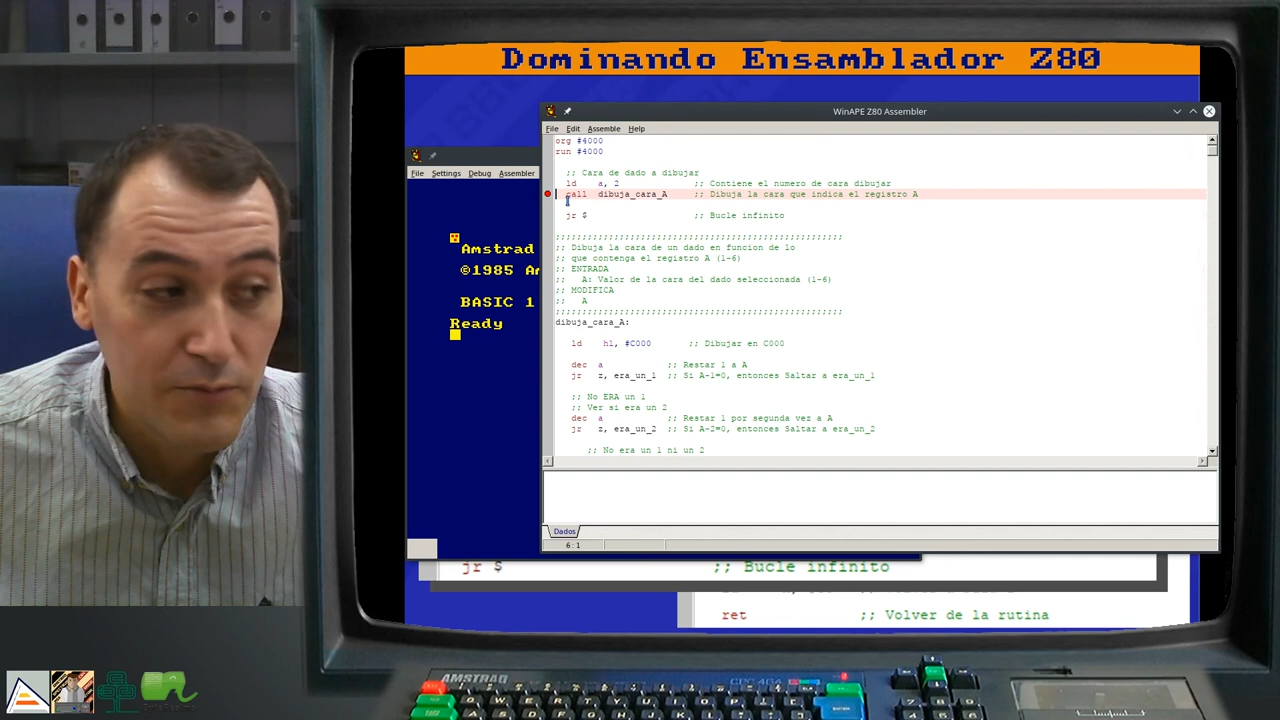 Dominando Ensamblador Z80
WinAPE Z80 Assembler
File Edit Assemble Help
org #4000
run #4000
;; Cara de dado a dibujar
ld a, 2 ;; Contiene el numero de cara dibujar
call dibuja_cara_A ;; Dibuja la cara que indica el registro A
jr $ ;; Bucle infinito
;;;;;;;;;;;;;;;;;;;;;;;;;;;;;;;;;;;;;;;;;;;;;;;;;;;;;;
;; Dibuja la cara de un dado en funcion de lo
;; que contenga el registro A (1-6)
;; ENTRADA
;; A: Valor de la cara del dado seleccionada (1-6)
;; MODIFICA
;; A
;;;;;;;;;;;;;;;;;;;;;;;;;;;;;;;;;;;;;;;;;;;;;;;;;;;;;;
dibuja_cara_A:
ld hl, #C000 ;; Dibujar en C000
dec a ;; Restar 1 a A
jr z, era_un_1 ;; Si A-1=0, entonces Saltar a era_un_1
;; No ERA un 1
;; Ver si era un 2
dec a ;; Restar 1 por segunda vez a A
jr z, era_un_2 ;; Si A-2=0, entonces Saltar a era_un_2
;; No era un 1 ni un 2
Dados
6:1
File Settings Debug Assembler
Amstrad
©1985 Am
BASIC 1
Ready
jr $ ;; Bucle infinito
ret ;; Volver de la rutina
AMSTRAD
CPC 464